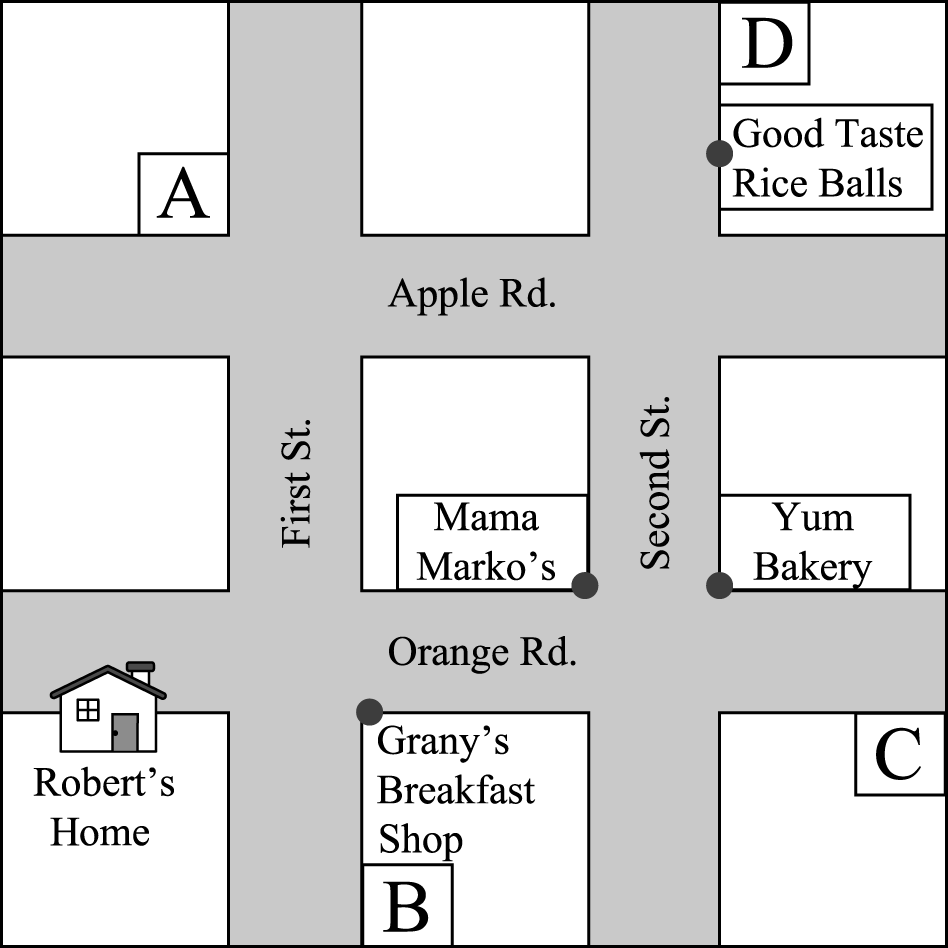 D
Good Taste
Rice Balls
A
Apple Rd.
First St.
Second St.
Mama
Marko's
Yum
Bakery
Orange Rd.
Robert's
Home
Grany's
Breakfast
Shop
C
B